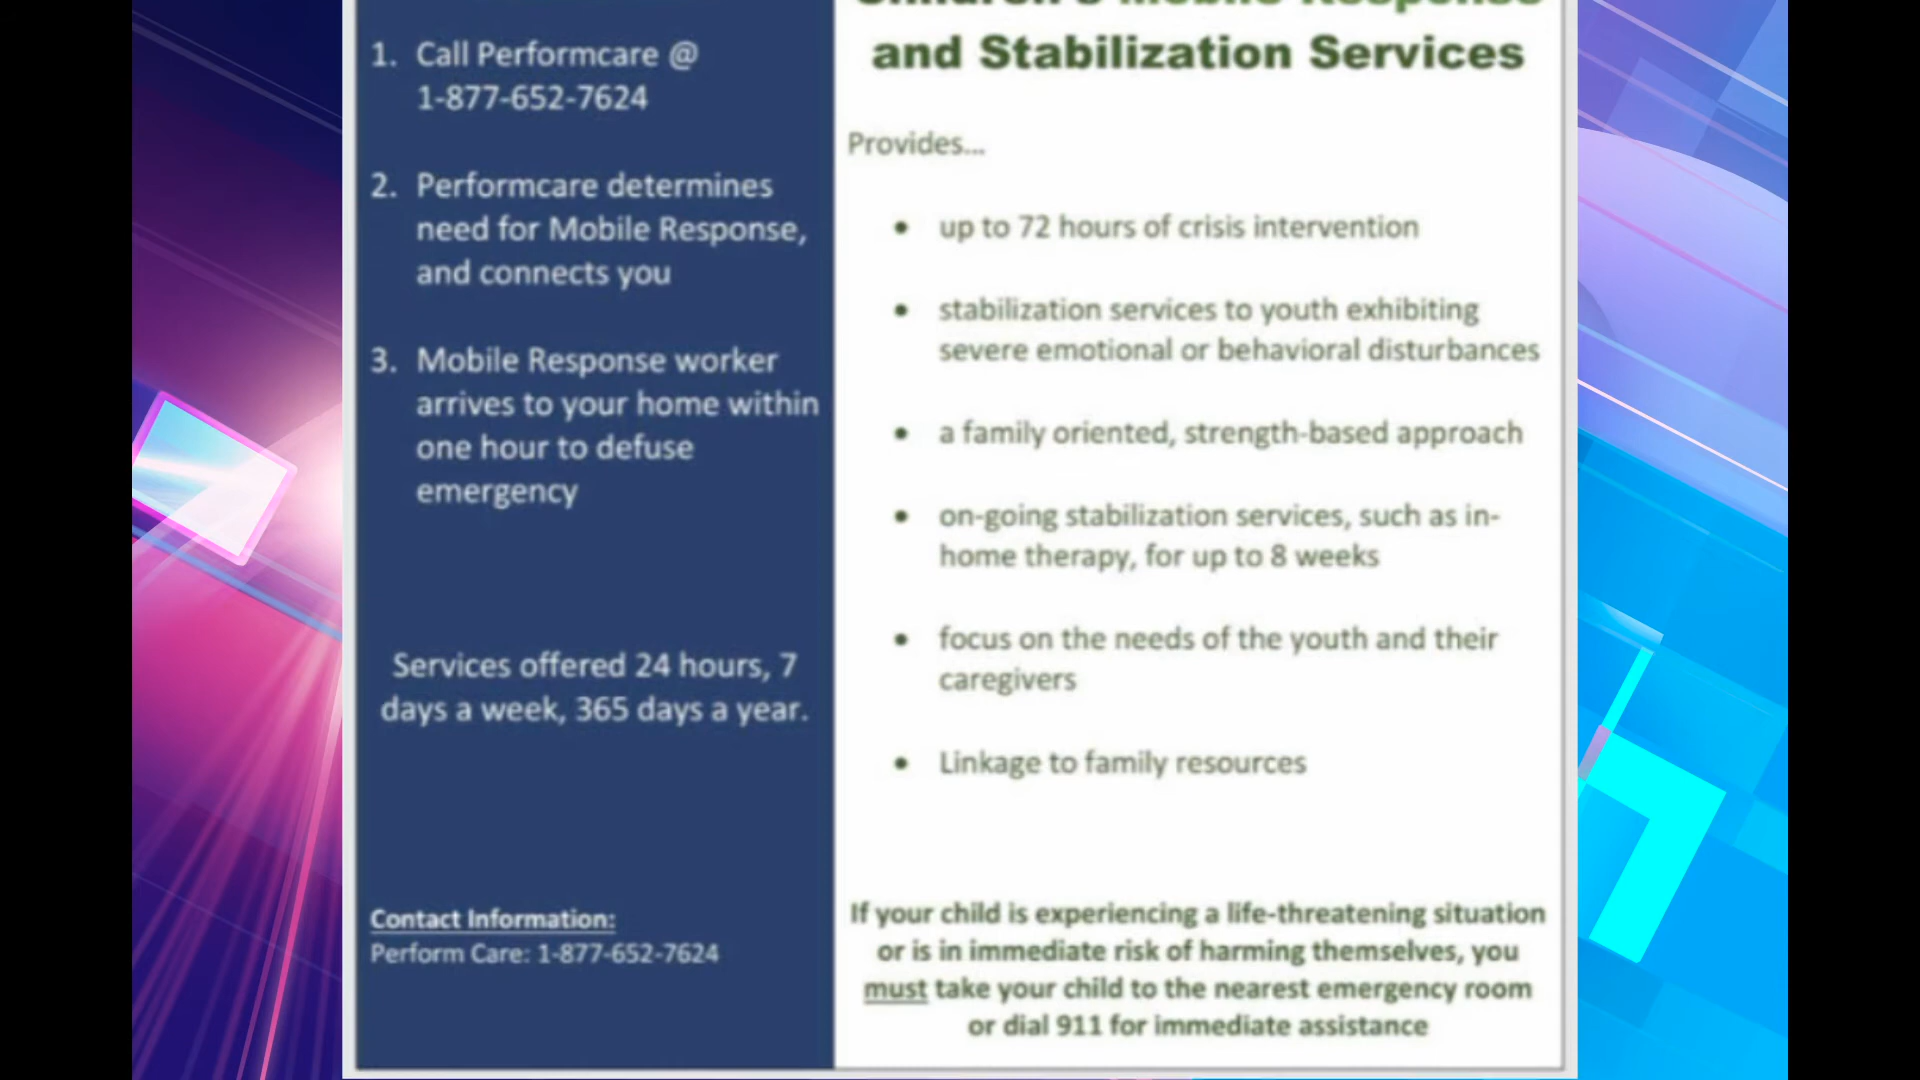 1. Call Performcare @
1-877-652-7624
2. Performcare determines
need for Mobile Response,
and connects you
3. Mobile Response worker
arrives to your home within
one hour to defuse
emergency
Services offered 24 hours, 7
days a week, 365 days a year.
Contact Information:
Perform Care: 1-877-652-7624
Children's Mobile Response
and Stabilization Services
Provides...
• up to 72 hours of crisis intervention
• stabilization services to youth exhibiting
severe emotional or behavioral disturbances
• a family oriented, strength-based approach
• on-going stabilization services, such as in-
home therapy, for up to 8 weeks
• focus on the needs of the youth and their
caregivers
• Linkage to family resources
If your child is experiencing a life-threatening situation
or is in immediate risk of harming themselves, you
must take your child to the nearest emergency room
or dial 911 for immediate assistance